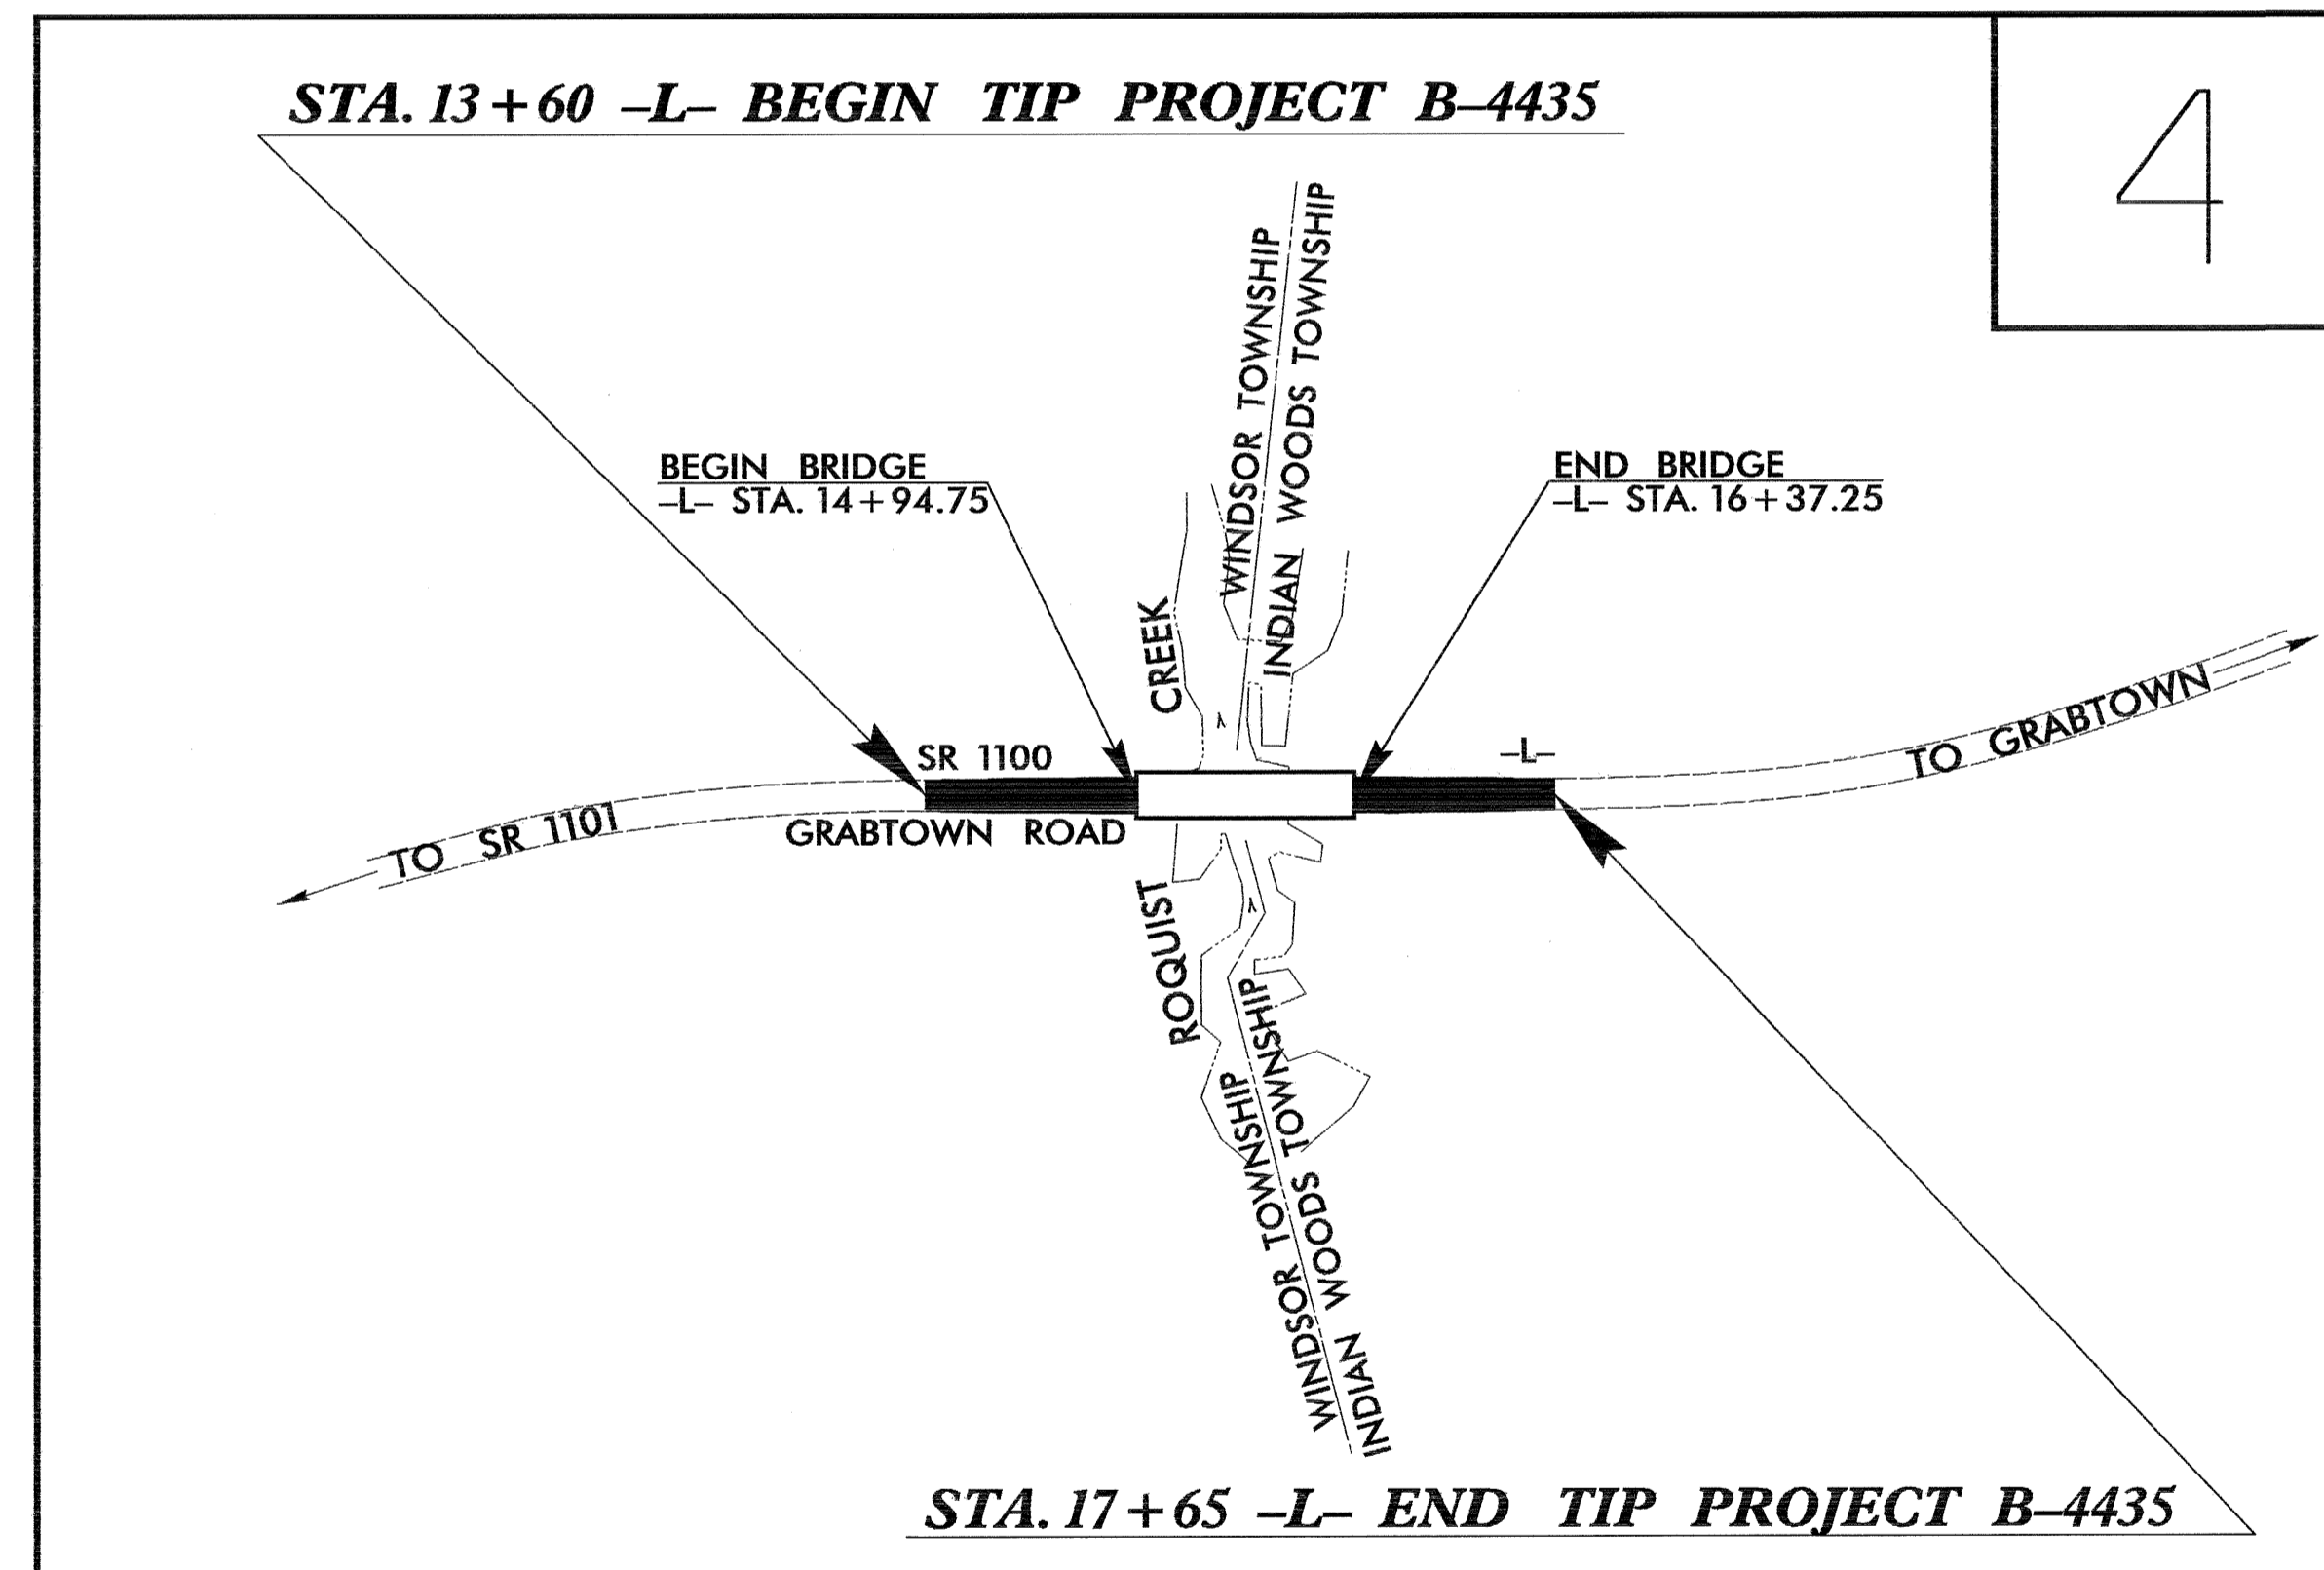 STA. 13+60 –L– BEGIN TIP PROJECT B–4435
4
WINDSOR TOWNSHIP
INDIAN WOODS TOWNSHIP
BEGIN BRIDGE
–L– STA. 14+94.75
END BRIDGE
–L– STA. 16+37.25
CREEK
SR 1100
–L–
TO GRABTOWN
TO SR 1101
GRABTOWN ROAD
ROQUIST
WINDSOR TOWNSHIP
INDIAN WOODS TOWNSHIP
STA. 17+65 –L– END TIP PROJECT B–4435